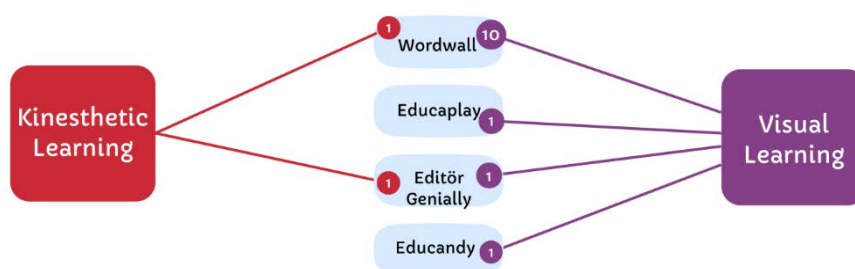 Kinesthetic
Learning
1
Wordwall
10
Educaplay
1
1
Editör
Genially
1
Educandy
1
Visual
Learning